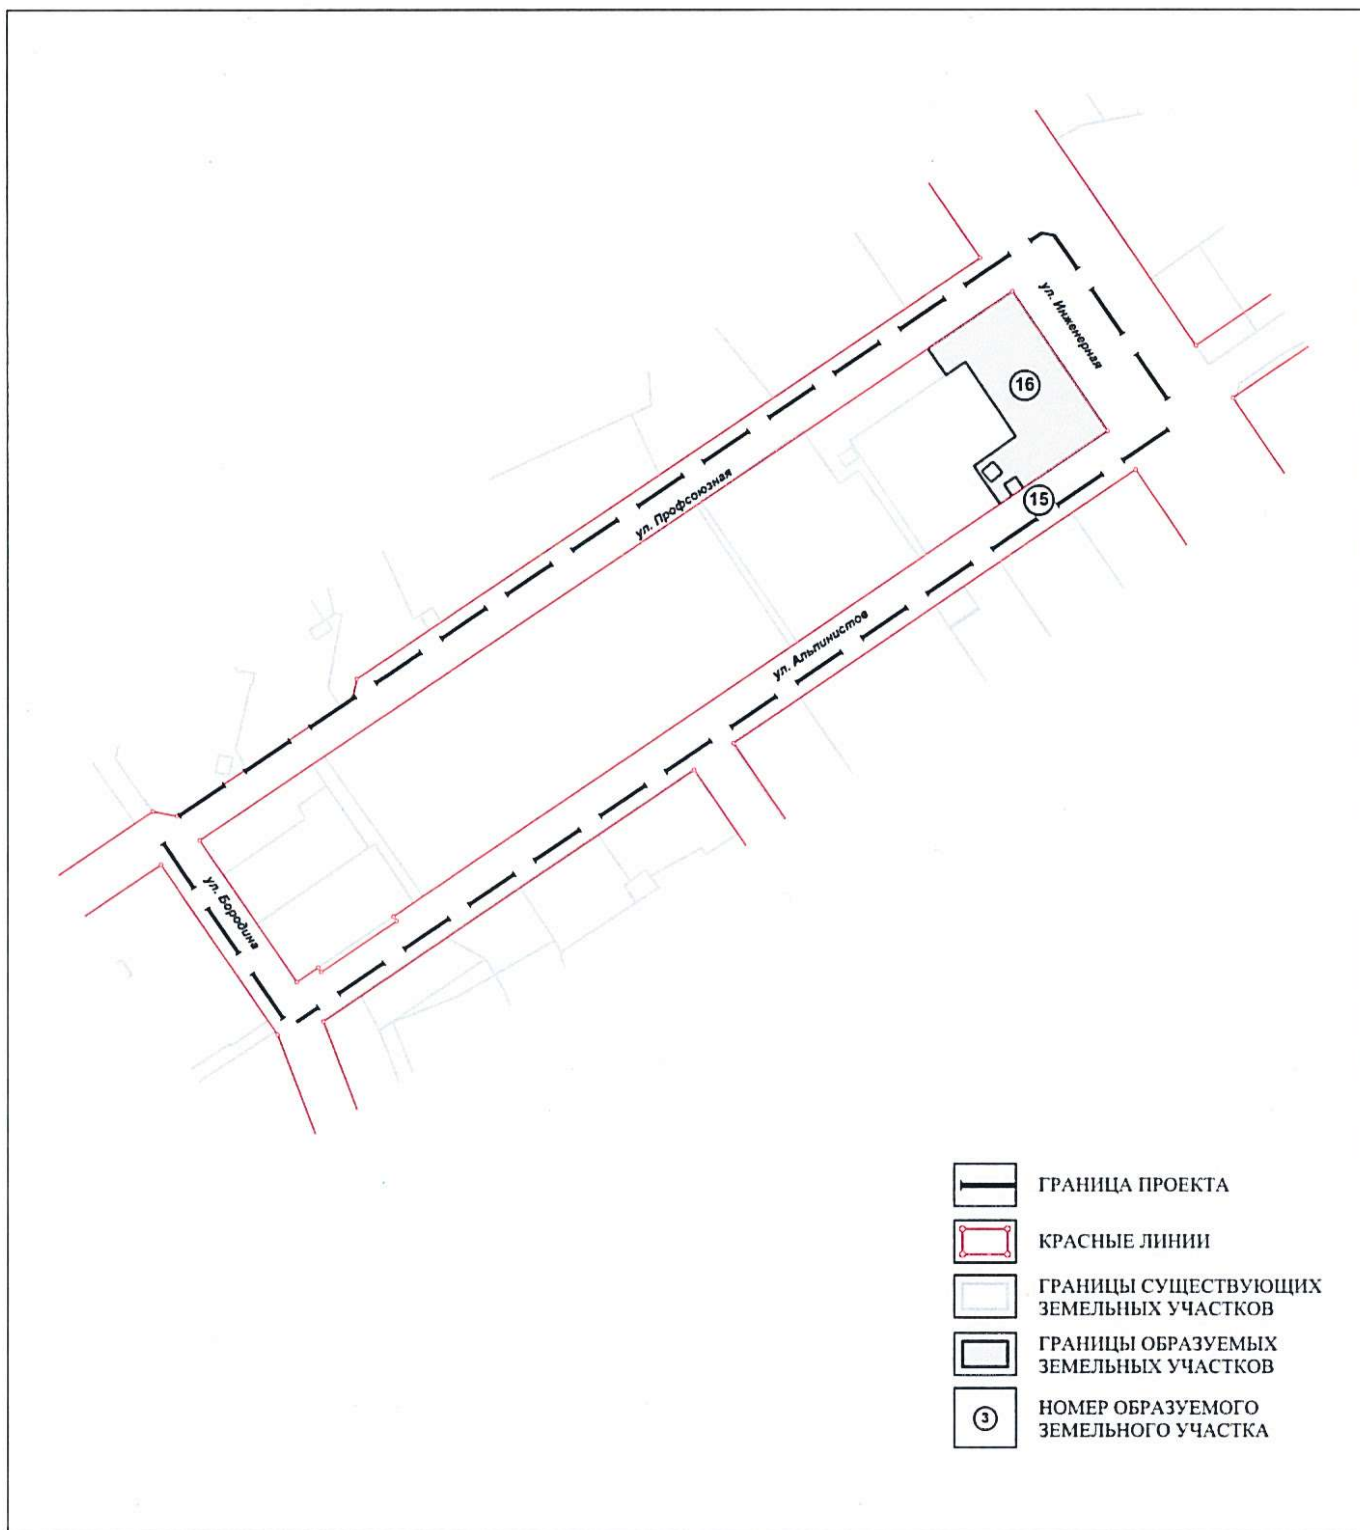 ул. Инженерная
16
15
ул. Профсоюзная
ул. Альпинистов
ул. Бородина
ГРАНИЦА ПРОЕКТА
КРАСНЫЕ ЛИНИИ
ГРАНИЦЫ СУЩЕСТВУЮЩИХ
ЗЕМЕЛЬНЫХ УЧАСТКОВ
ГРАНИЦЫ ОБРАЗУЕМЫХ
ЗЕМЕЛЬНЫХ УЧАСТКОВ
3
НОМЕР ОБРАЗУЕМОГО
ЗЕМЕЛЬНОГО УЧАСТКА